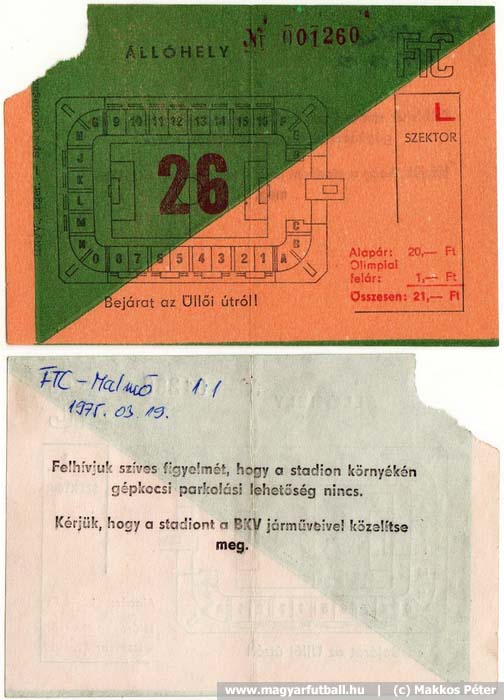 ÁLLÓHELY № 001260
FTC
L
SZEKTOR
G 9 10 11 12 13 14 15 16 F
H
J
K
L
M
N
E
D
C
B
O 8 7 6 5 4 3 2 1 A
26
Alapár: 20,— Ft
Olimpiai
felár: 1,— Ft
Összesen: 21,— Ft
Bejárat az Üllői útról!
FTC – Malmö 1:1
1975. 03. 19.
Felhívjuk szíves figyelmét, hogy a stadion környékén
gépkocsi parkolási lehetőség nincs.
Kérjük, hogy a stadiont a BKV járműveivel közelítse
meg.
www.magyarfutball.hu | (c) Makkos Péter